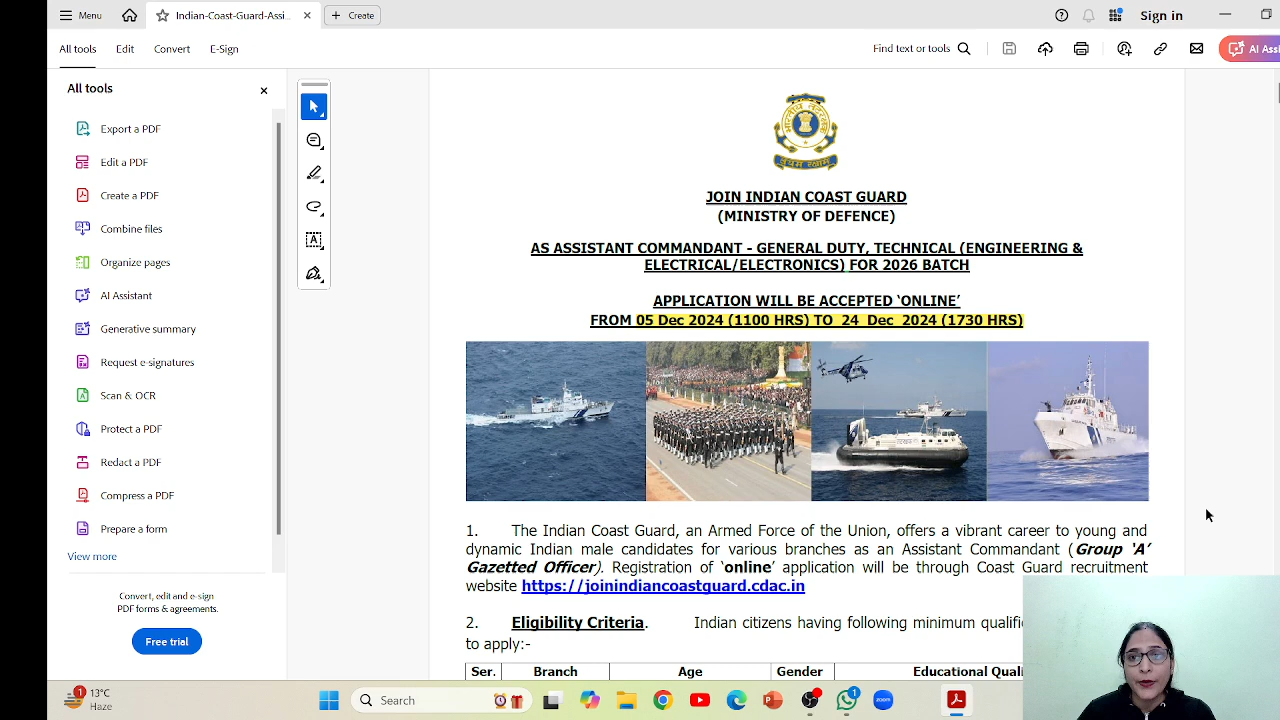 Menu
Indian-Coast-Guard-Assi...
Create
Sign in
All tools
Edit
Convert
E-Sign
Find text or tools
AI Assi
All tools
Export a PDF
Edit a PDF
Create a PDF
Combine files
Organize pages
AI Assistant
Generative summary
Request e-signatures
Scan & OCR
Protect a PDF
Redact a PDF
Compress a PDF
Prepare a form
View more
Convert, edit and e-sign
PDF forms & agreements.
Free trial
JOIN INDIAN COAST GUARD
(MINISTRY OF DEFENCE)
AS ASSISTANT COMMANDANT - GENERAL DUTY, TECHNICAL (ENGINEERING &
ELECTRICAL/ELECTRONICS) FOR 2026 BATCH
APPLICATION WILL BE ACCEPTED ‘ONLINE’
FROM 05 Dec 2024 (1100 HRS) TO 24 Dec 2024 (1730 HRS)
1. The Indian Coast Guard, an Armed Force of the Union, offers a vibrant career to young and
dynamic Indian male candidates for various branches as an Assistant Commandant (Group ‘A’
Gazetted Officer). Registration of ‘online’ application will be through Coast Guard recruitment
website https://joinindiancoastguard.cdac.in
2. Eligibility Criteria. Indian citizens having following minimum qualifi
to apply:-
Ser. Branch Age Gender Educational Quali
1
13°C
Haze
Search
1
zoom